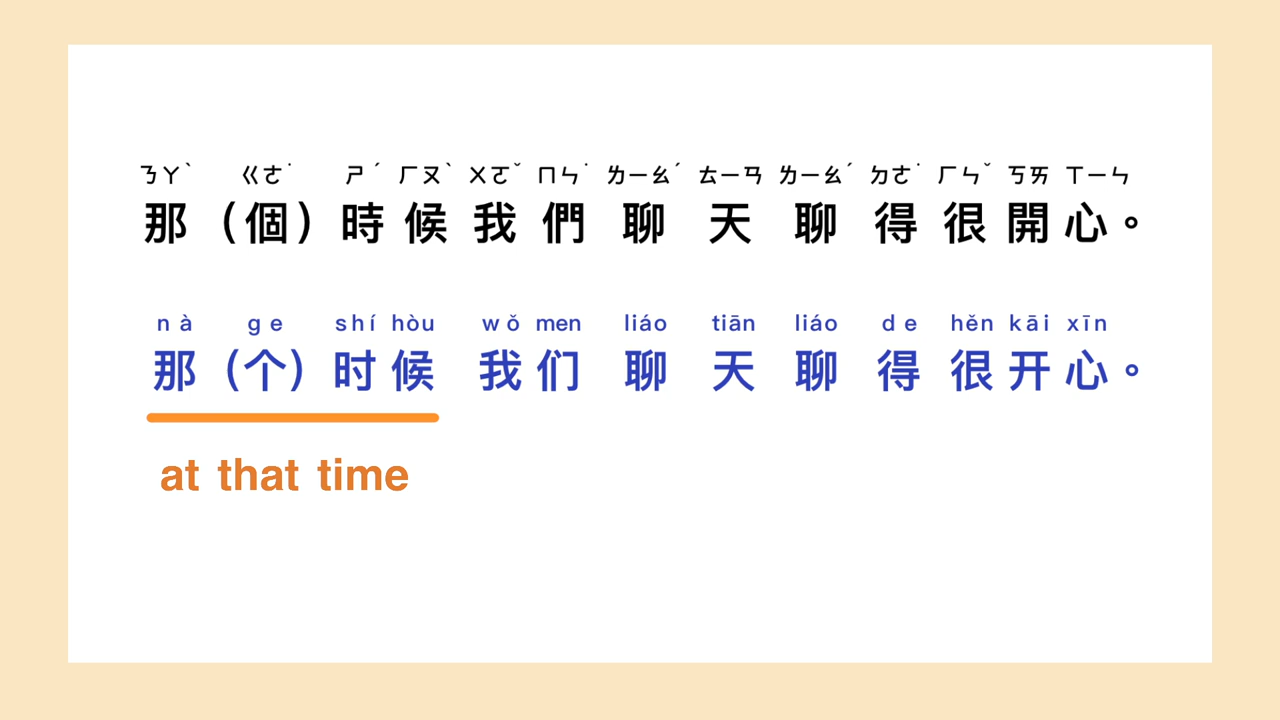 ㄋㄚˋ ㄍㄜ˙ ㄕˊ ㄏㄡˋ ㄨㄛˇ ㄇㄣ˙ ㄌㄧㄠˊ ㄊㄧㄢ ㄌㄧㄠˊ ㄉㄜ˙ ㄏㄣˇ ㄎㄞ ㄒㄧㄣ
那（個）時候我們聊天聊得很開心。
nà ge shí hòu wǒ men liáo tiān liáo de hěn kāi xīn
那（个）时候我们聊天聊得很开心。
at that time